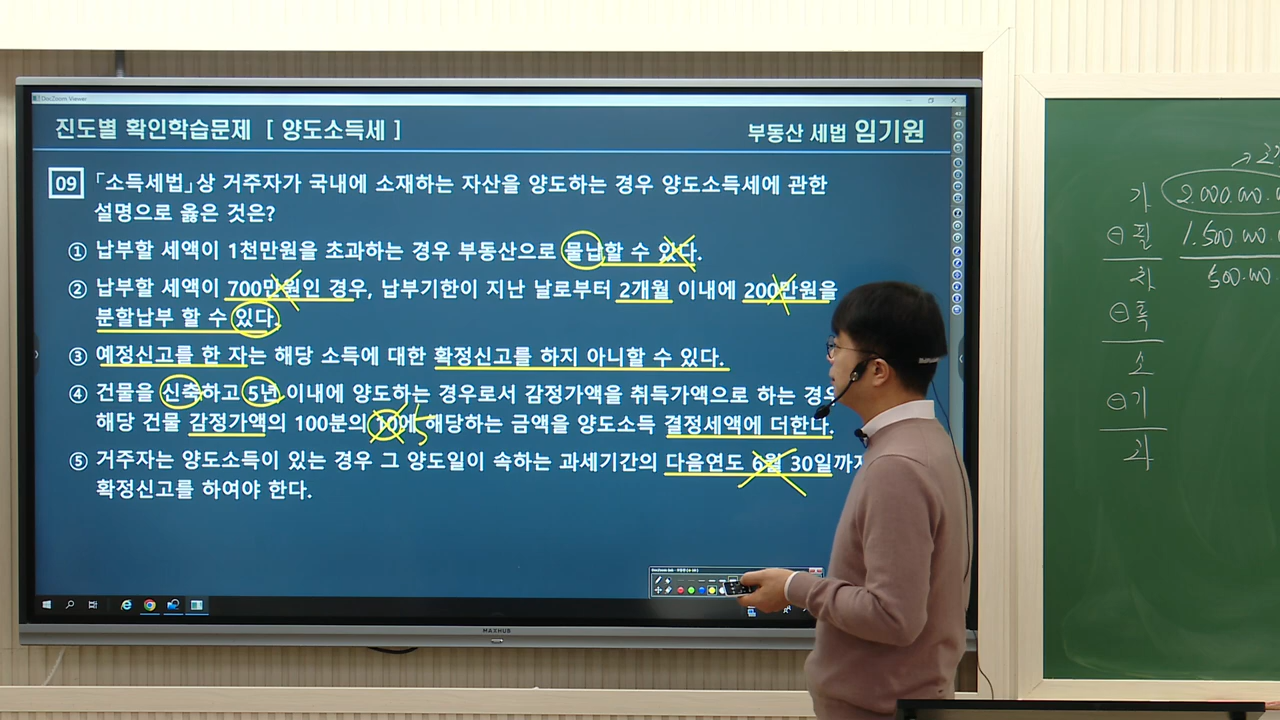 DocZoom Viewer
진도별 확인학습문제 [ 양도소득세 ]
부동산 세법 임기원
09 「소득세법」상 거주자가 국내에 소재하는 자산을 양도하는 경우 양도소득세에 관한
설명으로 옳은 것은?
① 납부할 세액이 1천만원을 초과하는 경우 부동산으로 물납할 수 있다.
② 납부할 세액이 700만원인 경우, 납부기한이 지난 날로부터 2개월 이내에 200만원을
분할납부 할 수 있다.
③ 예정신고를 한 자는 해당 소득에 대한 확정신고를 하지 아니할 수 있다.
④ 건물을 신축하고 5년 이내에 양도하는 경우로서 감정가액을 취득가액으로 하는 경우
해당 건물 감정가액의 100분의 10에 5 해당하는 금액을 양도소득 결정세액에 더한다.
⑤ 거주자는 양도소득이 있는 경우 그 양도일이 속하는 과세기간의 다음연도 6월 30일까지
확정신고를 하여야 한다.
MAXHUB
가 2.000.000.0
⊖ 필 1.500.000
차 500.00
⊖
소
⊖ 기
과